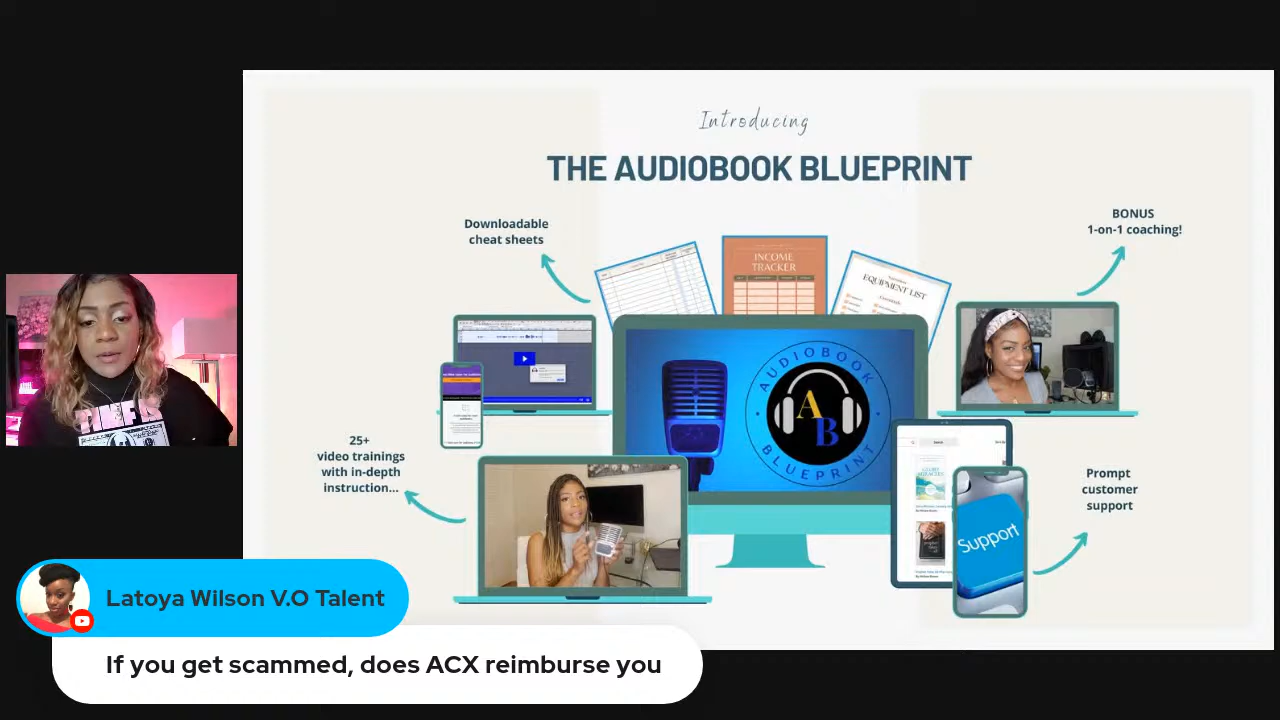 Introducing
THE AUDIOBOOK BLUEPRINT
Downloadable
cheat sheets
BONUS
1-on-1 coaching!
INCOME
TRACKER
EQUIPMENT LIST
AUDIOBOOK
AB
BLUEPRINT
25+
video trainings
with in-depth
instruction...
Prompt
customer
support
Support
Latoya Wilson V.O Talent
If you get scammed, does ACX reimburse you